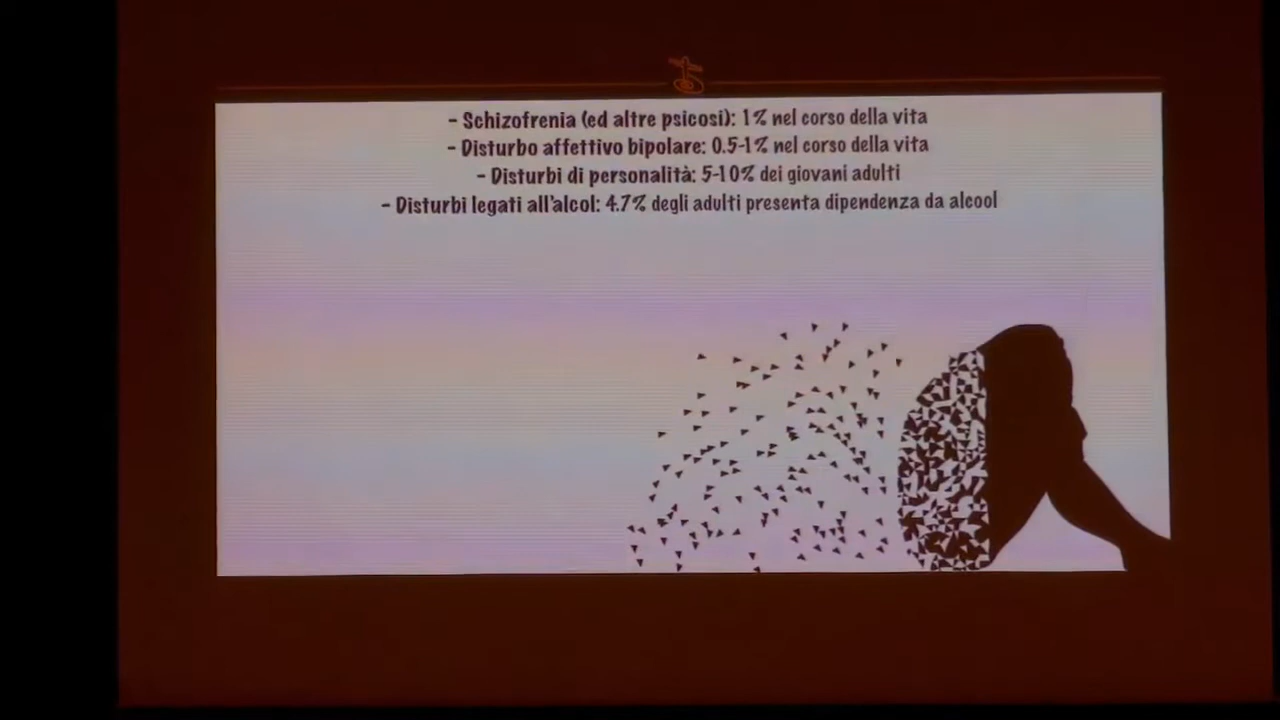 - Schizofrenia (ed altre psicosi): 1% nel corso della vita
- Disturbo affettivo bipolare: 0.5-1% nel corso della vita
- Disturbi di personalità: 5-10% dei giovani adulti
- Disturbi legati all'alcol: 4.7% degli adulti presenta dipendenza da alcool